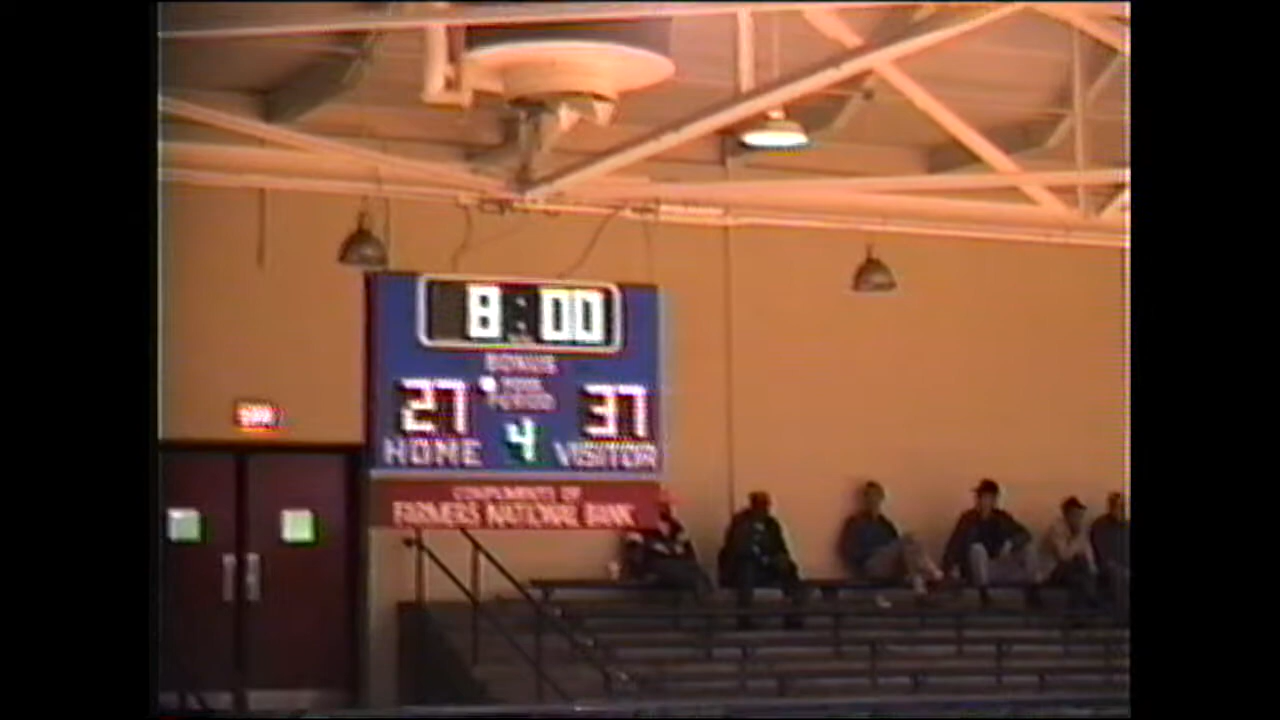 8:00
BONUS
27 37
4
HOME VISITOR
COMPLIMENTS OF
FARMERS NATIONAL BANK